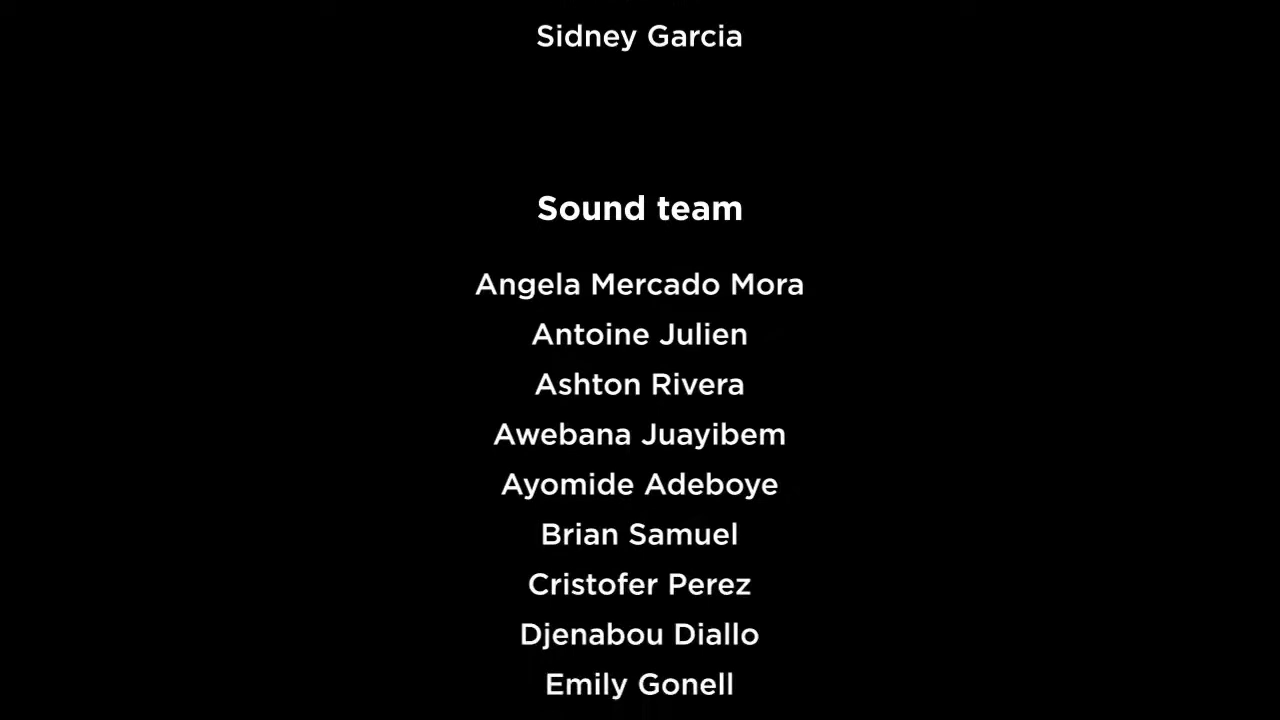 Sidney Garcia
Sound team
Angela Mercado Mora
Antoine Julien
Ashton Rivera
Awebana Juayibem
Ayomide Adeboye
Brian Samuel
Cristofer Perez
Djenabou Diallo
Emily Gonell